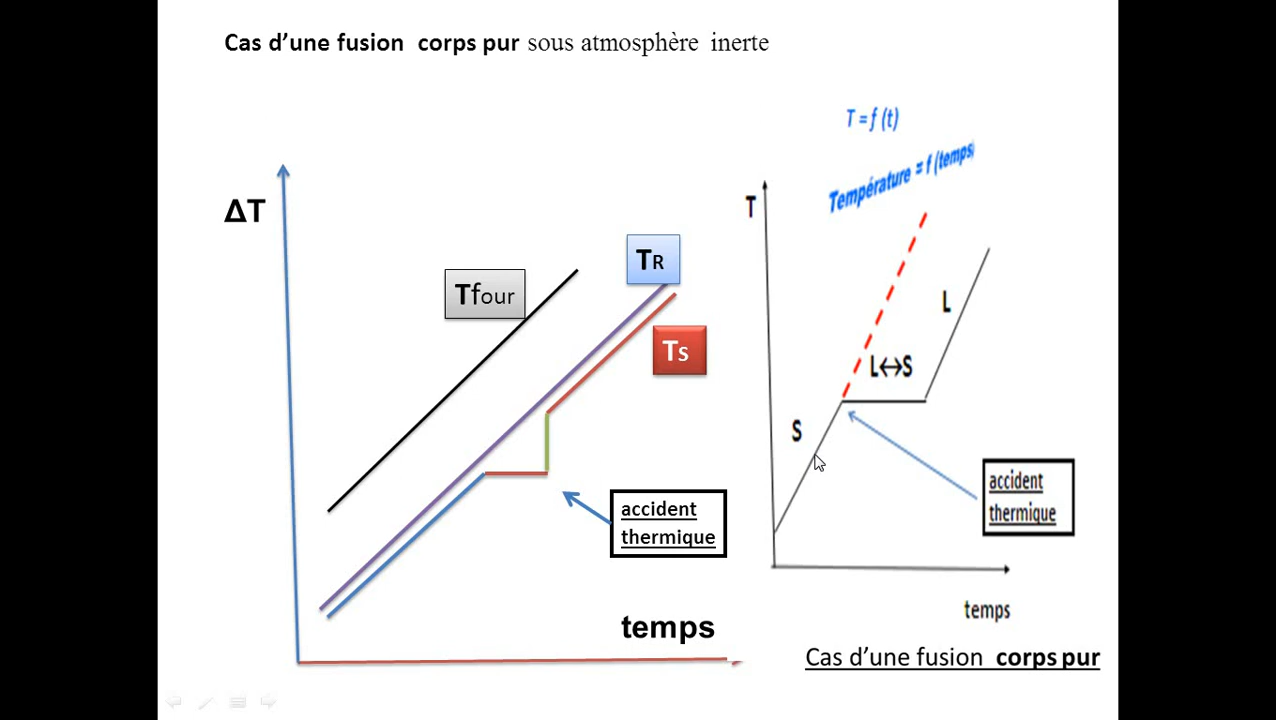 Cas d’une fusion corps pur sous atmosphère inerte
T = f (t)
Température = f (temps)
ΔT
T
TR
Tfour
TS
L
L↔S
S
accident
thermique
accident
thermique
temps
temps
Cas d’une fusion corps pur